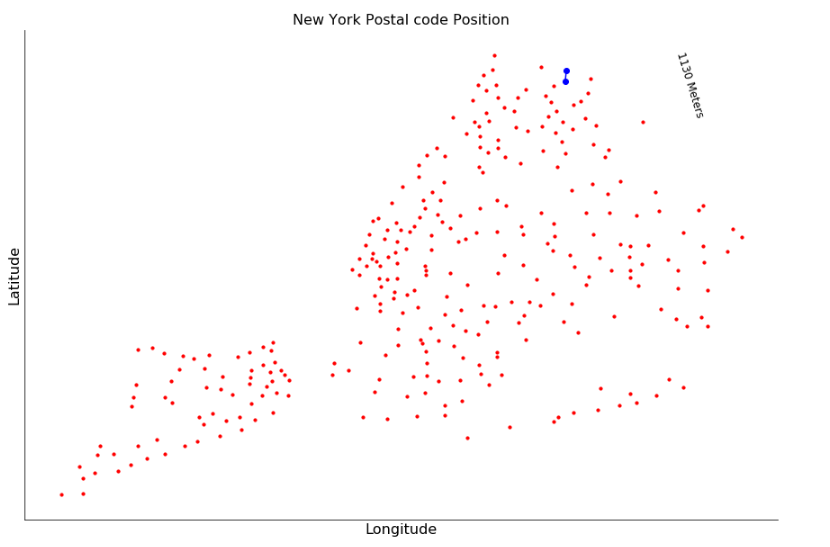 New York Postal code Position
1130 Meters
Latitude
Longitude